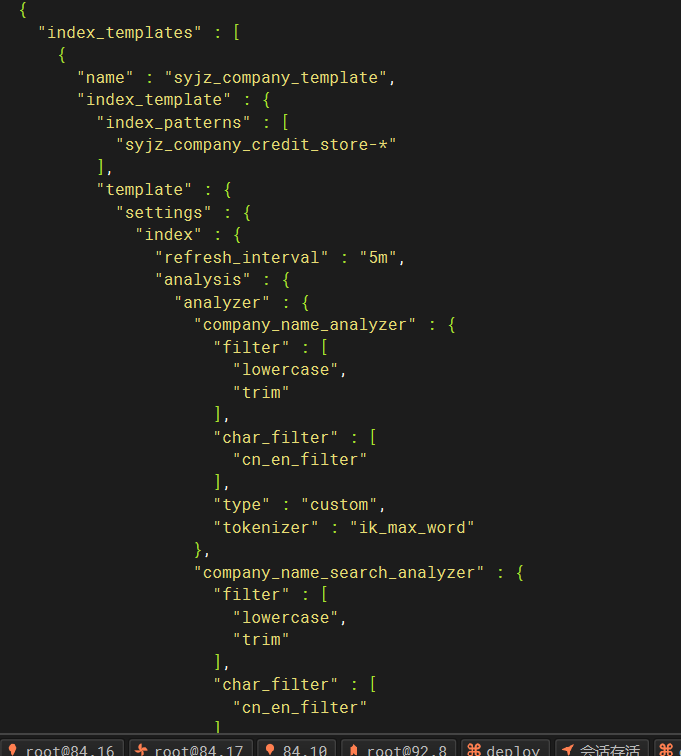 {
"index_templates" : [
{
"name" : "syjz_company_template",
"index_template" : {
"index_patterns" : [
"syjz_company_credit_store-*"
],
"template" : {
"settings" : {
"index" : {
"refresh_interval" : "5m",
"analysis" : {
"analyzer" : {
"company_name_analyzer" : {
"filter" : [
"lowercase",
"trim"
],
"char_filter" : [
"cn_en_filter"
],
"type" : "custom",
"tokenizer" : "ik_max_word"
},
"company_name_search_analyzer" : {
"filter" : [
"lowercase",
"trim"
],
"char_filter" : [
"cn_en_filter"
]
root@84.16 root@84.17 84.10 root@92.8 deploy 会话存活